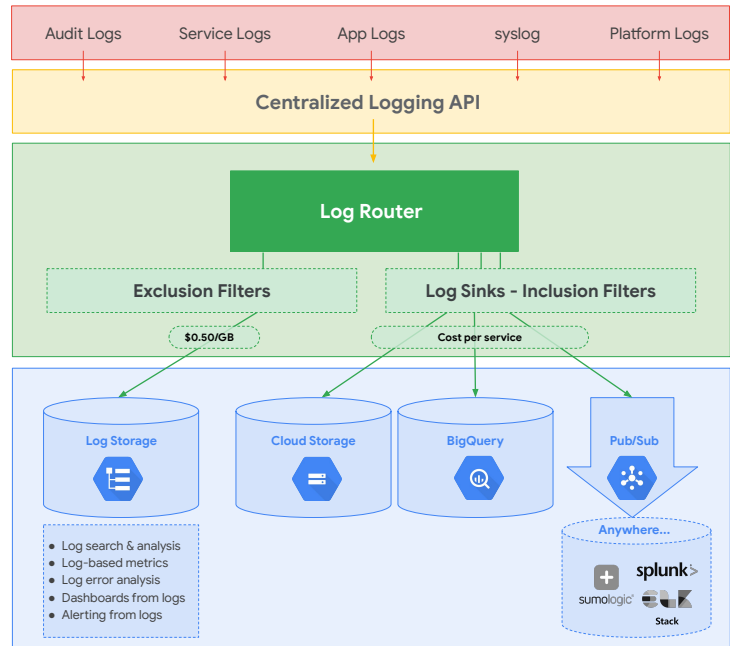 Audit Logs
Service Logs
App Logs
syslog
Platform Logs
Centralized Logging API
Log Router
Exclusion Filters
Log Sinks - Inclusion Filters
$0.50/GB
Cost per service
Log Storage
Cloud Storage
BigQuery
Pub/Sub
Log search & analysis
Log-based metrics
Log error analysis
Dashboards from logs
Alerting from logs
Anywhere...
splunk>
sumologic
ELK
Stack